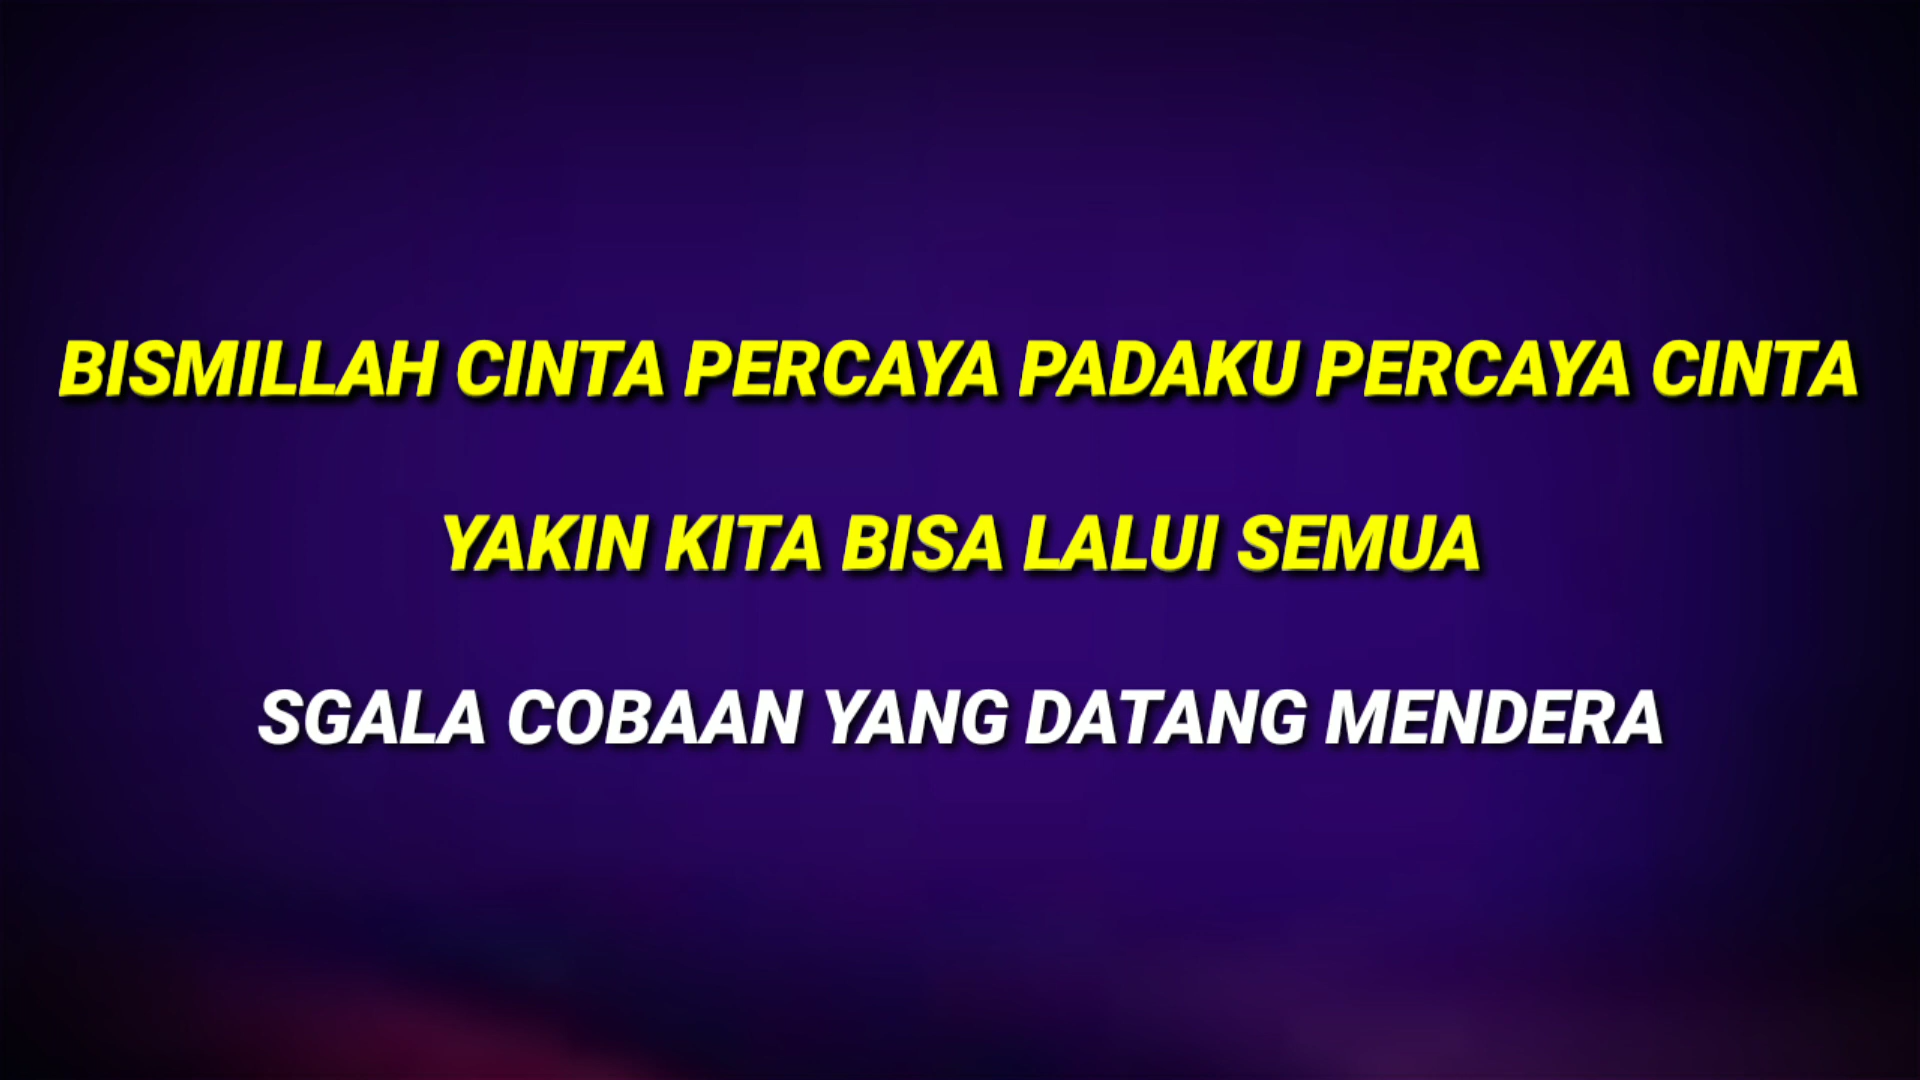 BISMILLAH CINTA PERCAYA PADAKU PERCAYA CINTA
YAKIN KITA BISA LALUI SEMUA
SGALA COBAAN YANG DATANG MENDERA